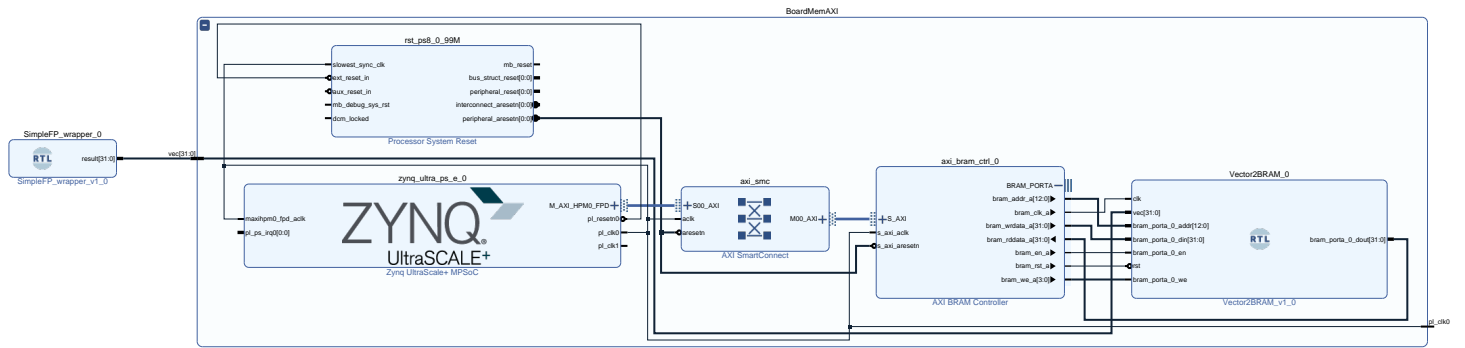 BoardMemAXI
rst_ps8_0_99M
slowest_sync_clk
ext_reset_in
aux_reset_in
mb_debug_sys_rst
dcm_locked
mb_reset
bus_struct_reset[0:0]
peripheral_reset[0:0]
interconnect_aresetn[0:0]
peripheral_aresetn[0:0]
Processor System Reset
SimpleFP_wrapper_0
RTL
result[31:0]
SimpleFP_wrapper_v1_0
vec[31:0]
zynq_ultra_ps_e_0
maxihpm0_fpd_aclk
pl_ps_irq0[0:0]
ZYNQ
UltraSCALE+
M_AXI_HPM0_FPD
pl_resetn0
pl_clk0
pl_clk1
Zynq UltraScale+ MPSoC
axi_smc
S00_AXI
aclk
aresetn
M00_AXI
AXI SmartConnect
axi_bram_ctrl_0
S_AXI
s_axi_aclk
s_axi_aresetn
BRAM_PORTA
bram_addr_a[12:0]
bram_clk_a
bram_wrdata_a[31:0]
bram_rddata_a[31:0]
bram_en_a
bram_rst_a
bram_we_a[3:0]
AXI BRAM Controller
Vector2BRAM_0
clk
vec[31:0]
bram_porta_0_addr[12:0]
bram_porta_0_din[31:0]
bram_porta_0_en
rst
bram_porta_0_we
RTL
bram_porta_0_dout[31:0]
Vector2BRAM_v1_0
pl_clk0